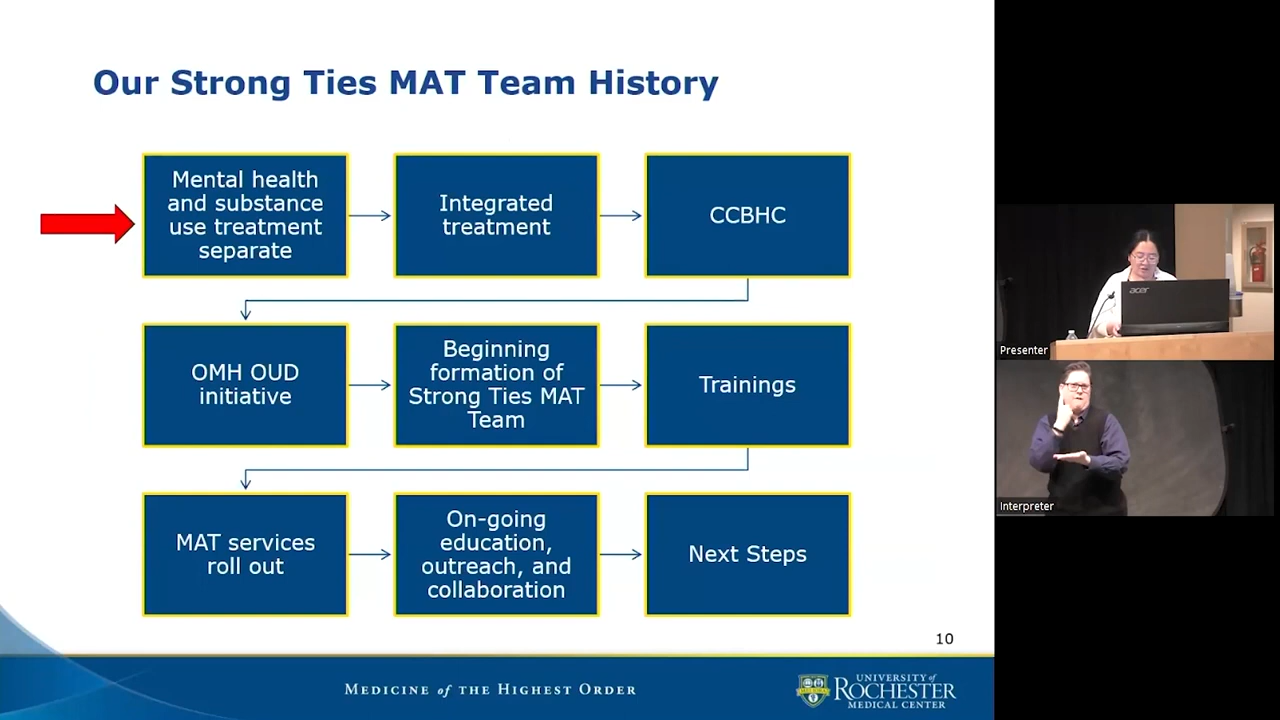 Our Strong Ties MAT Team History
Mental health
and substance
use treatment
separate
Integrated
treatment
CCBHC
OMH OUD
initiative
Beginning
formation of
Strong Ties MAT
Team
Trainings
MAT services
roll out
On-going
education,
outreach, and
collaboration
Next Steps
10
MEDICINE of THE HIGHEST ORDER
UNIVERSITY of
ROCHESTER
MEDICAL CENTER
acer
Presenter
Interpreter